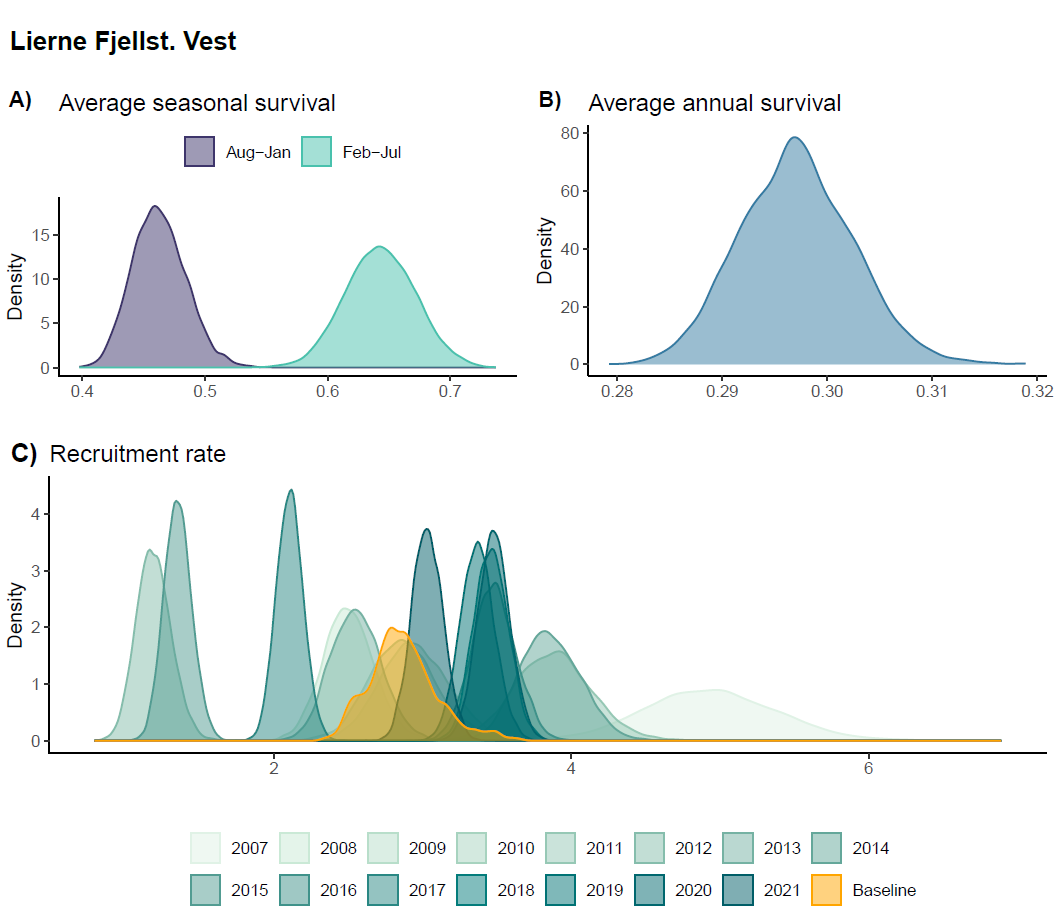 Lierne Fjellst. Vest
A) Average seasonal survival
Aug−Jan Feb−Jul
Density
15
10
5
0
0.4 0.5 0.6 0.7
B) Average annual survival
Density
80
60
40
20
0
0.28 0.29 0.30 0.31 0.32
C) Recruitment rate
Density
4
3
2
1
0
2 4 6
2007 2008 2009 2010 2011 2012 2013 2014
2015 2016 2017 2018 2019 2020 2021 Baseline